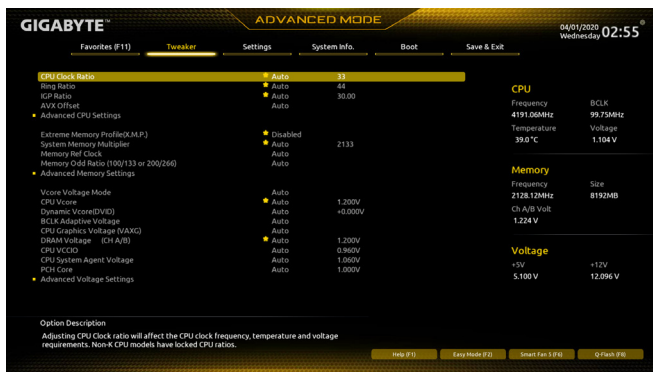 GIGABYTE™
ADVANCED MODE
04/01/2020 Wednesday 02:55
Favorites (F11) Tweaker Settings System Info. Boot Save & Exit
CPU Clock Ratio Auto 33
Ring Ratio Auto 44
IGP Ratio Auto 30.00
AVX Offset Auto
Advanced CPU Settings
Extreme Memory Profile(X.M.P.) Disabled
System Memory Multiplier Auto 2133
Memory Ref Clock Auto
Memory Odd Ratio (100/133 or 200/266) Auto
Advanced Memory Settings
Vcore Voltage Mode Auto
CPU Vcore Auto 1.200V
Dynamic Vcore(DVID) Auto +0.000V
BCLK Adaptive Voltage Auto
CPU Graphics Voltage (VAXG) Auto
DRAM Voltage (CH A/B) Auto 1.200V
CPU VCCIO Auto 0.960V
CPU System Agent Voltage Auto 1.060V
PCH Core Auto 1.000V
Advanced Voltage Settings
CPU
Frequency BCLK
4191.06MHz 99.75MHz
Temperature Voltage
39.0 °C 1.104 V
Memory
Frequency Size
2128.12MHz 8192MB
Ch A/B Volt
1.224 V
Voltage
+5V +12V
5.100 V 12.096 V
Option Description
Adjusting CPU Clock ratio will affect the CPU clock frequency, temperature and voltage
requirements. Non-K CPU models have locked CPU ratios.
Help (F1) Easy Mode (F2) Smart Fan 5 (F6) Q-Flash (F8)